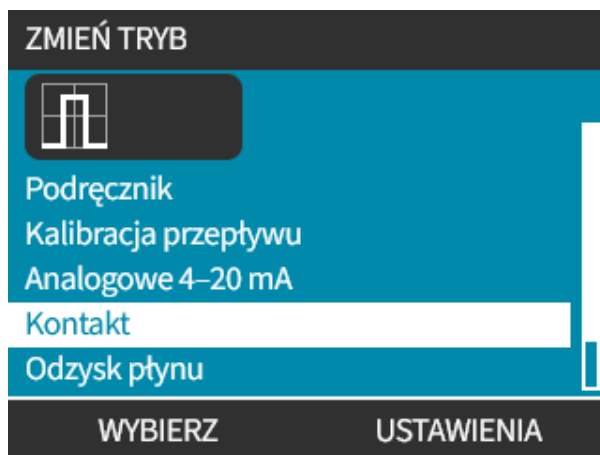 ZMIEŃ TRYB
Podręcznik
Kalibracja przepływu
Analogowe 4–20 mA
Kontakt
Odzysk płynu
WYBIERZ USTAWIENIA